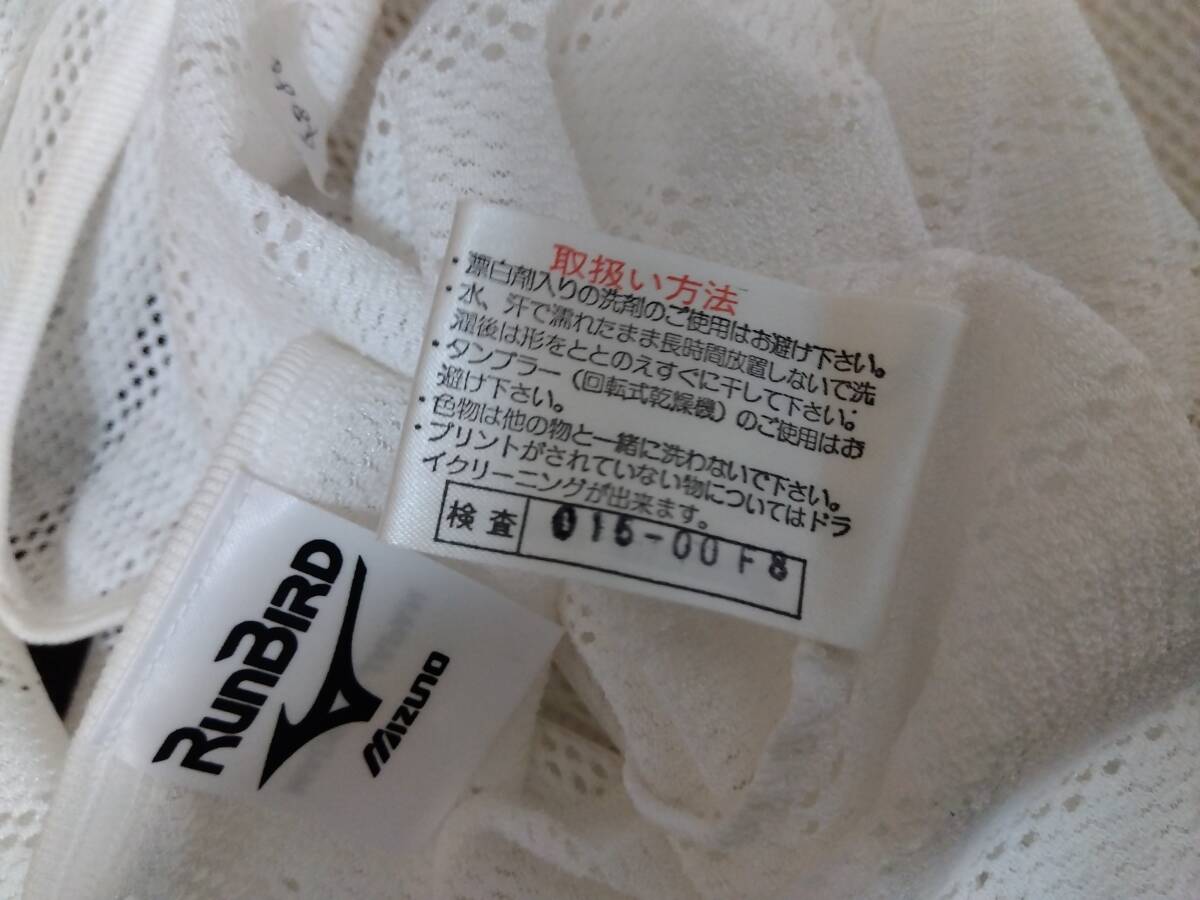 取扱い方法
・漂白剤入りの洗剤のご使用はお避け下さい。
・水、汗で濡れたまま長時間放置しないで洗
濯後は形をととのえすぐに干して下さい。
・タンブラー（回転式乾燥機）のご使用はお
避け下さい。
・色物は他の物と一緒に洗わないで下さい。
・プリントがされていない物についてはドラ
イクリーニングが出来ます。
検査 015-00 F8
RUNBIRD
MIZUNO